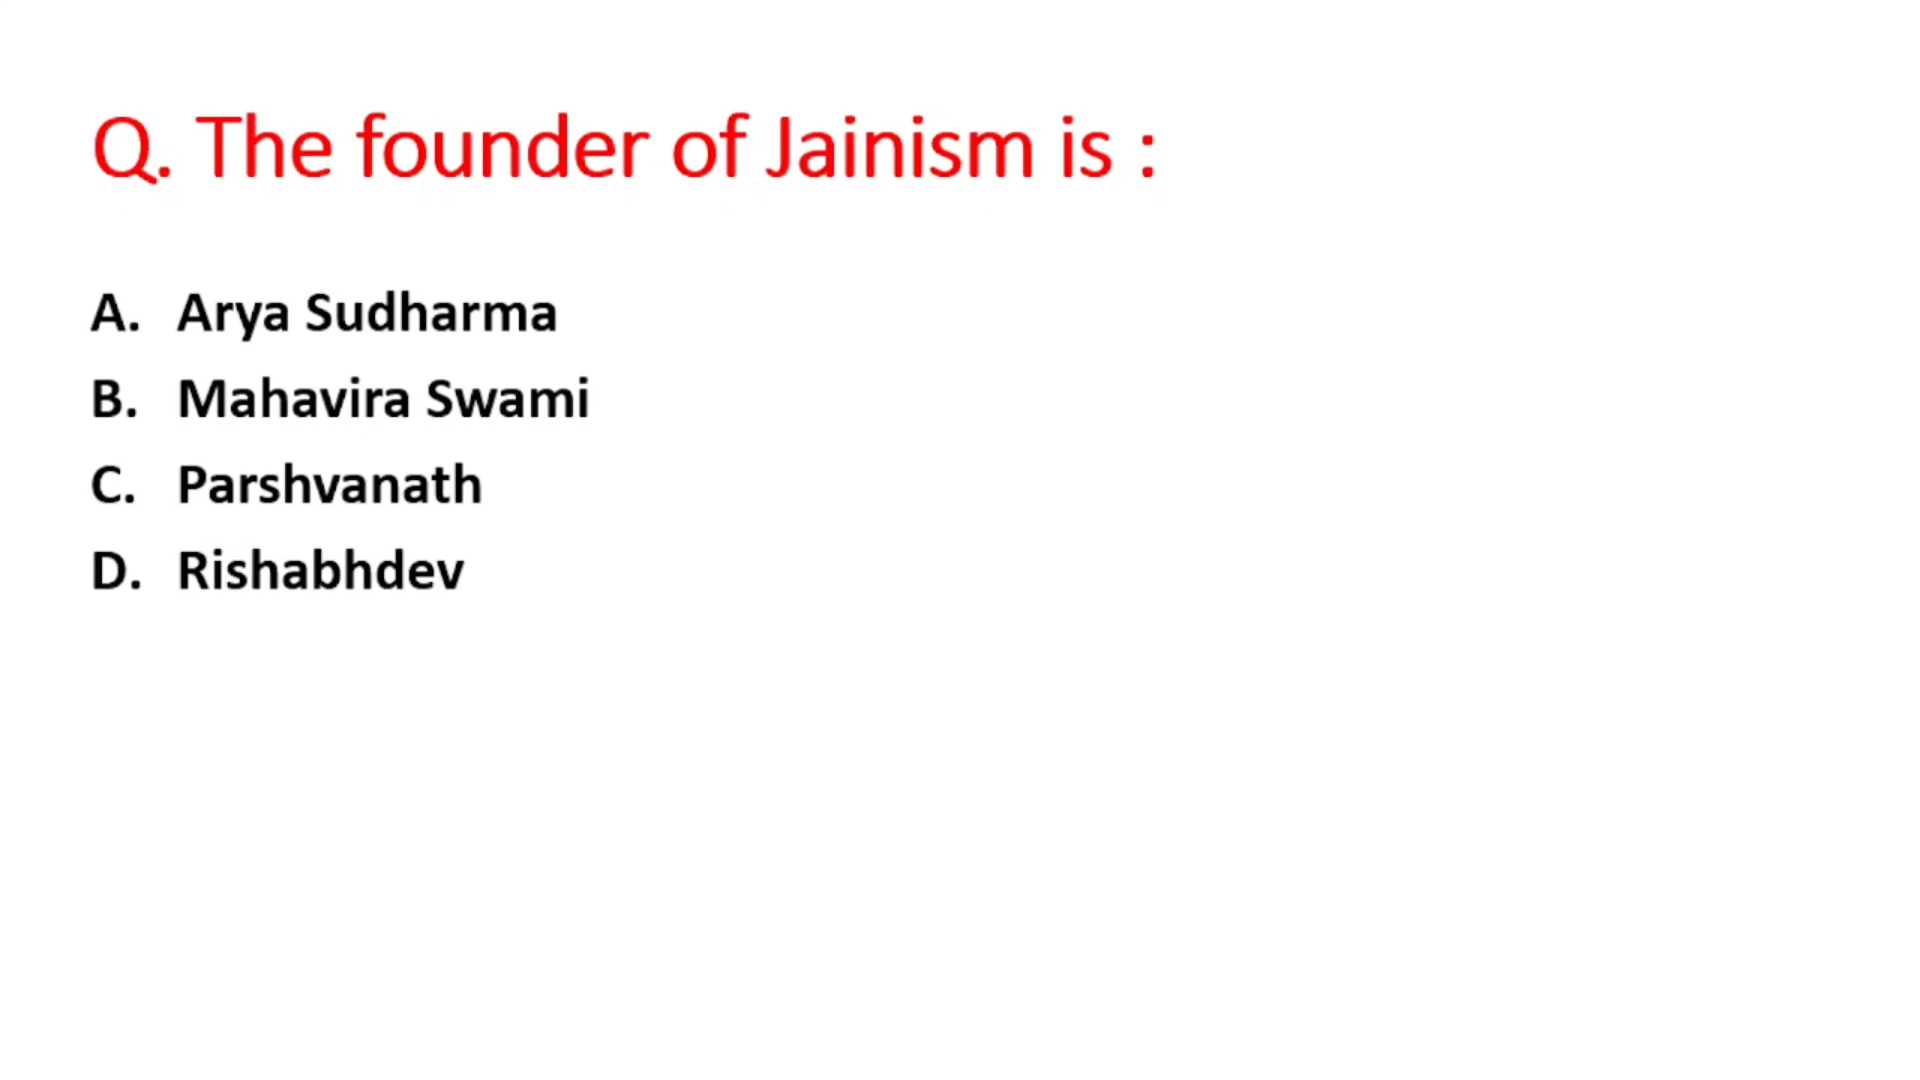 Q. The founder of Jainism is :
A. Arya Sudharma
B. Mahavira Swami
C. Parshvanath
D. Rishabhdev